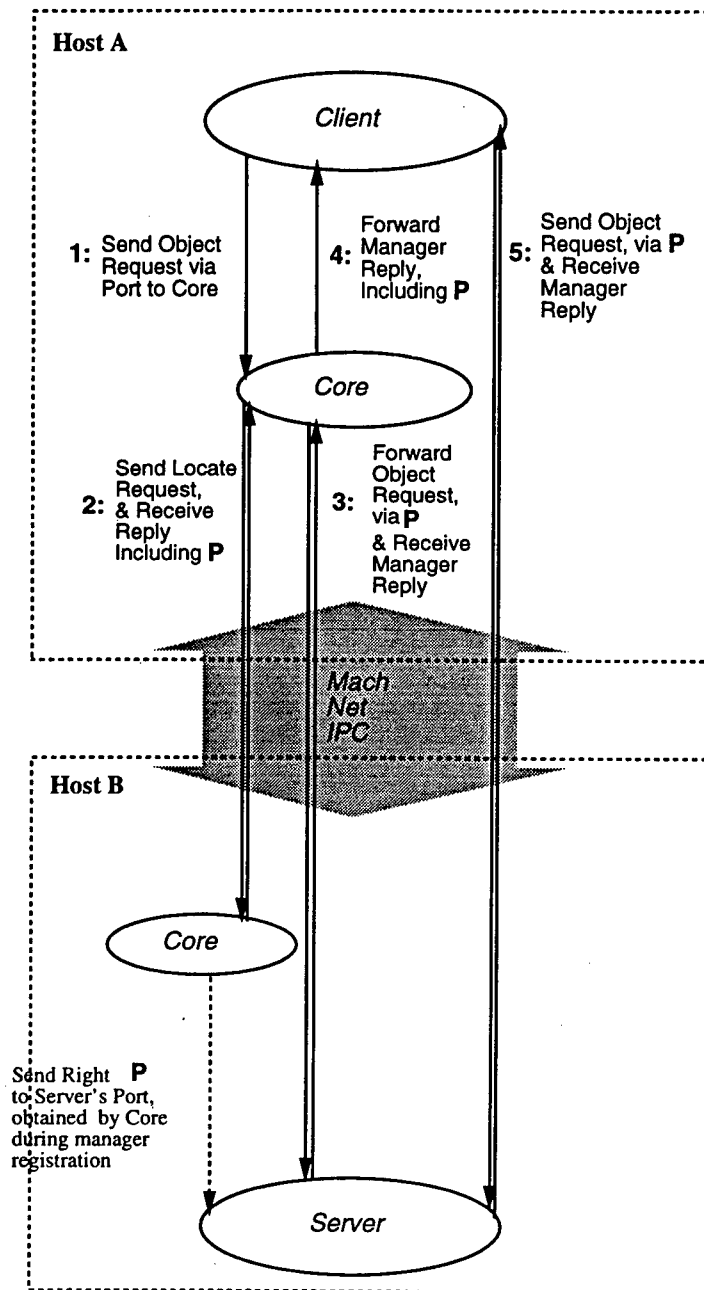 Host A
Client
1: Send Object
Request via
Port to Core
4: Forward
Manager
Reply,
Including P
5: Send Object
Request, via P
& Receive
Manager
Reply
Core
2: Send Locate
Request,
& Receive
Reply
Including P
3: Forward
Object
Request,
via P
& Receive
Manager
Reply
Mach
Net
IPC
Host B
Core
Send Right P
to Server's Port,
obtained by Core
during manager
registration
Server